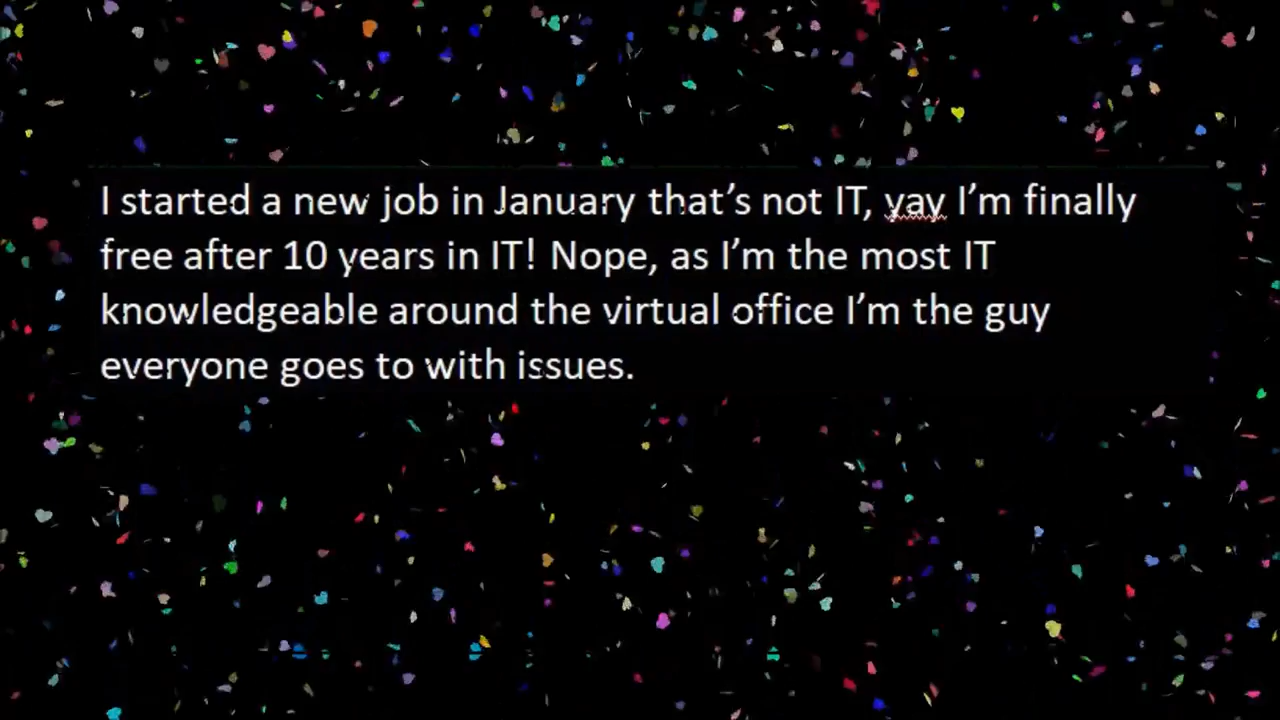 I started a new job in January that’s not IT, yay I’m finally
free after 10 years in IT! Nope, as I’m the most IT
knowledgeable around the virtual office I’m the guy
everyone goes to with issues.